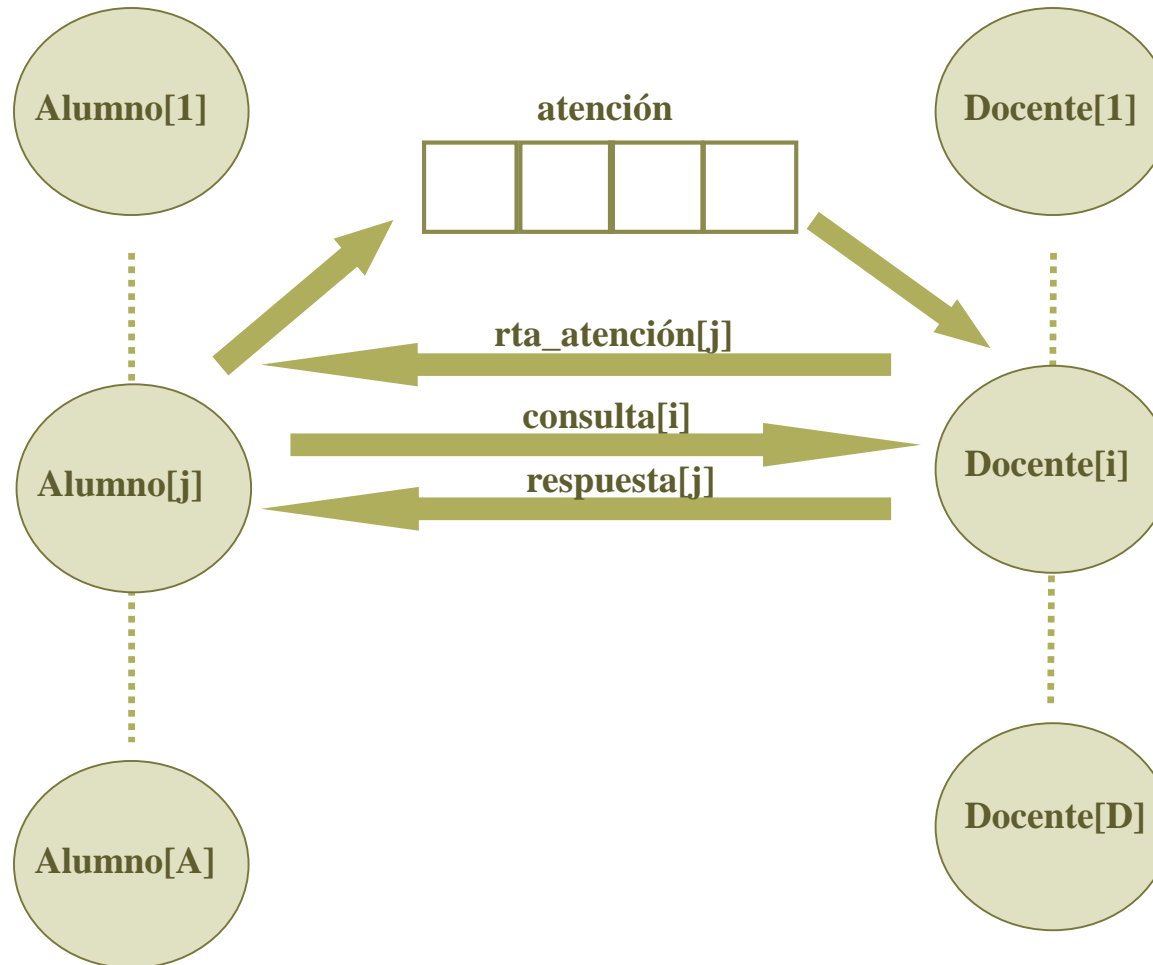 Alumno[1]
atención
Docente[1]
rta_atención[j]
consulta[i]
Alumno[j]
respuesta[j]
Docente[i]
Alumno[A]
Docente[D]